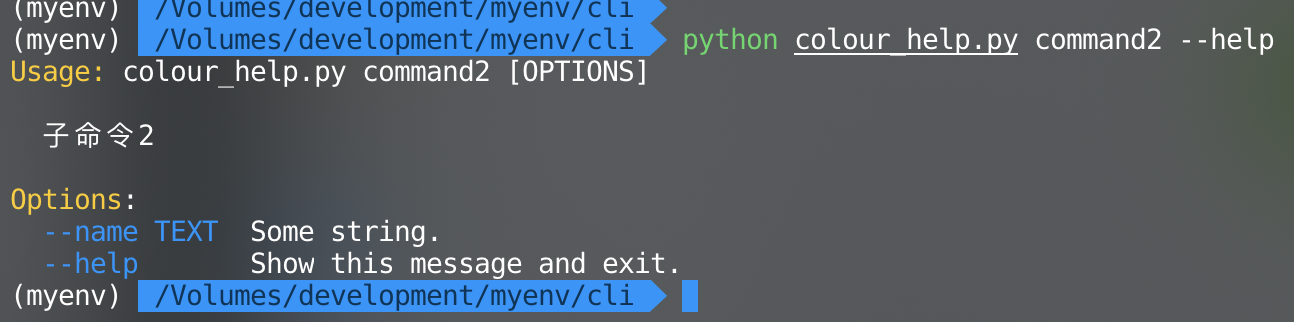 (myenv) /Volumes/development/myenv/cli
(myenv) /Volumes/development/myenv/cli python colour_help.py command2 --help
Usage: colour_help.py command2 [OPTIONS]
子命令2
Options:
--name TEXT Some string.
--help Show this message and exit.
(myenv) /Volumes/development/myenv/cli